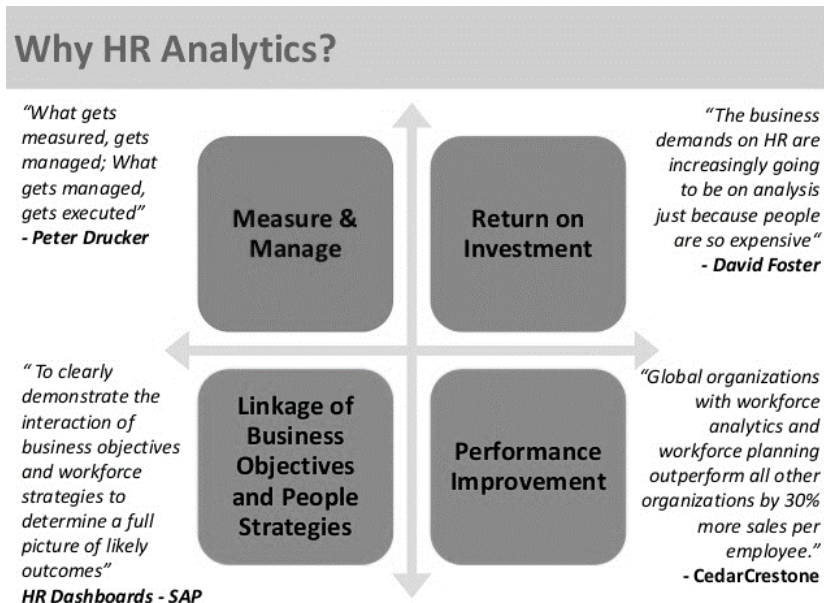 Why HR Analytics?
“What gets
measured, gets
managed; What
gets managed,
gets executed”
- Peter Drucker
Measure &
Manage
Return on
Investment
“The business
demands on HR are
increasingly going
to be on analysis
just because people
are so expensive“
- David Foster
“ To clearly
demonstrate the
interaction of
business objectives
and workforce
strategies to
determine a full
picture of likely
outcomes”
HR Dashboards - SAP
Linkage of
Business
Objectives
and People
Strategies
Performance
Improvement
“Global organizations
with workforce
analytics and
workforce planning
outperform all other
organizations by 30%
more sales per
employee.”
- CedarCrestone